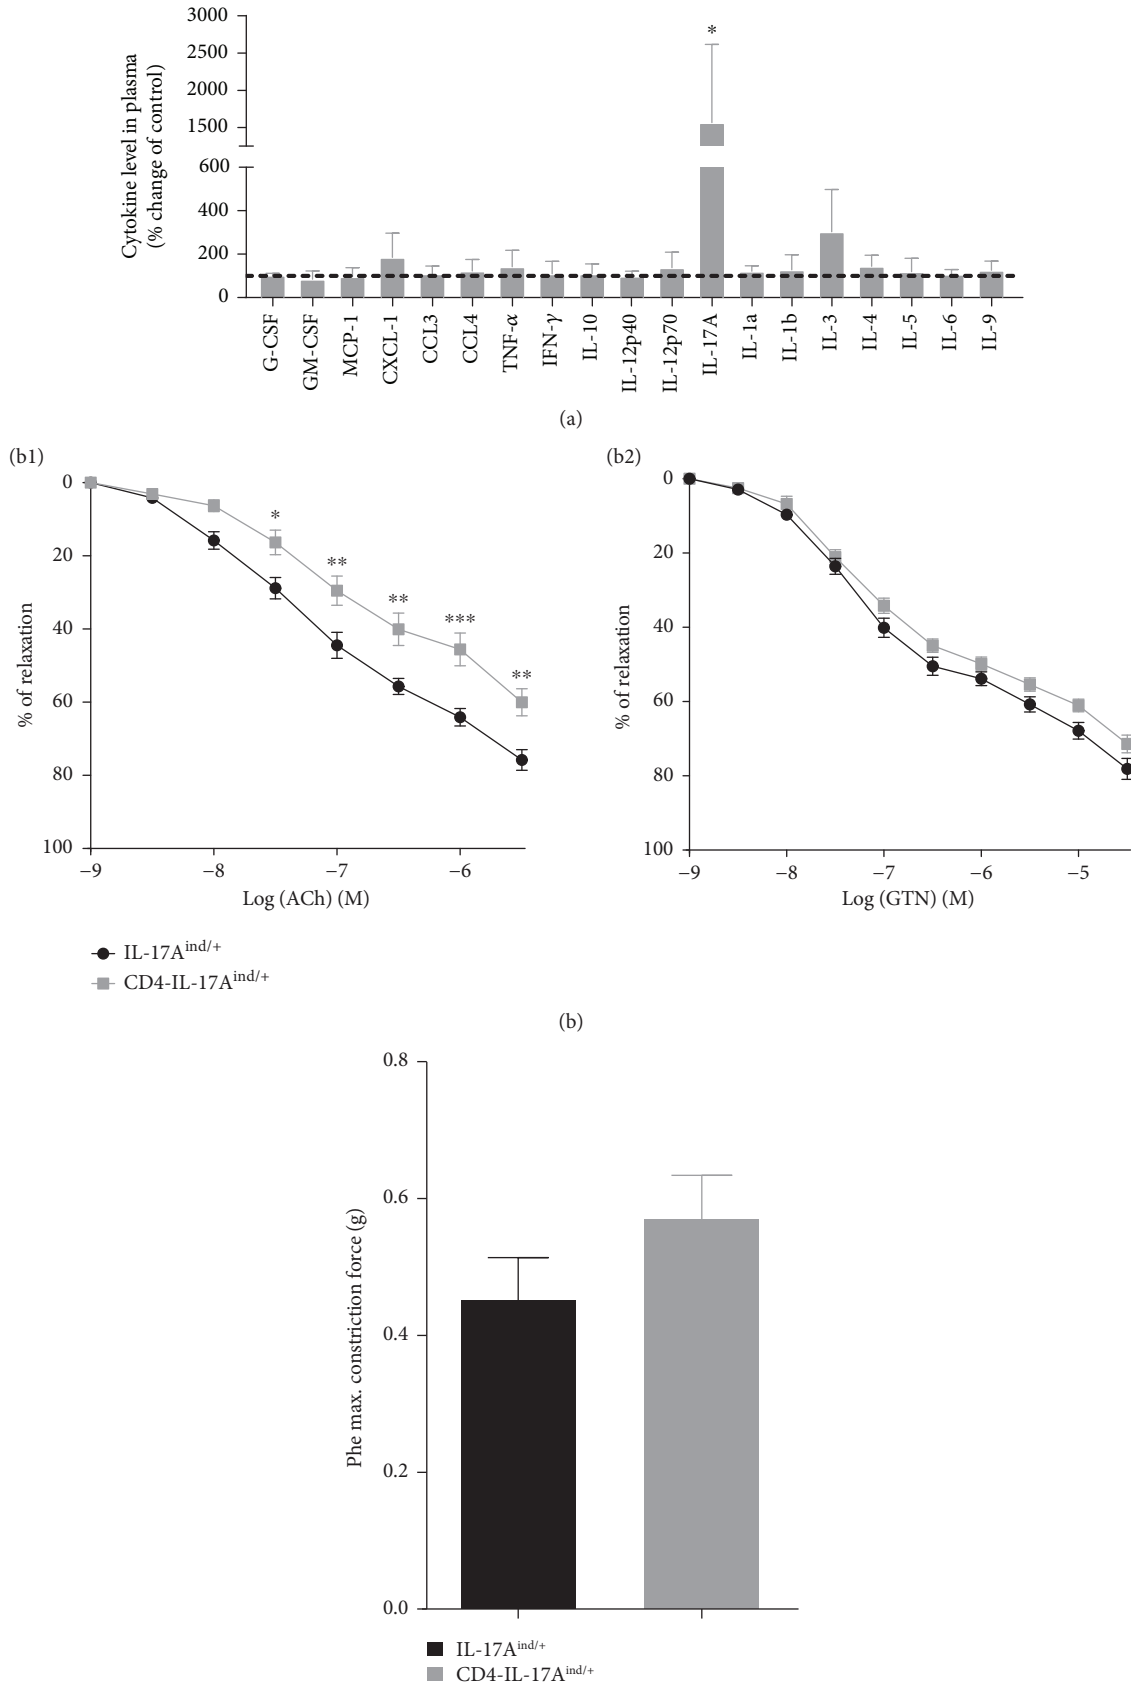 Cytokine level in plasma
(% change of control)
3000
2500
2000
1500
600
400
200
0
*
G-CSF
GM-CSF
MCP-1
CXCL-1
CCL3
CCL4
TNF-α
IFN-γ
IL-10
IL-12p40
IL-12p70
IL-17A
IL-1a
IL-1b
IL-3
IL-4
IL-5
IL-6
IL-9
(a)
(b1)
% of relaxation
0
20
40
60
80
100
*
**
**
***
**
−9
−8
−7
−6
Log (ACh) (M)
IL-17A^ind/+
CD4-IL-17A^ind/+
(b2)
% of relaxation
0
20
40
60
80
100
−9
−8
−7
−6
−5
Log (GTN) (M)
(b)
Phe max. constriction force (g)
0.8
0.6
0.4
0.2
0.0
IL-17A^ind/+
CD4-IL-17A^ind/+